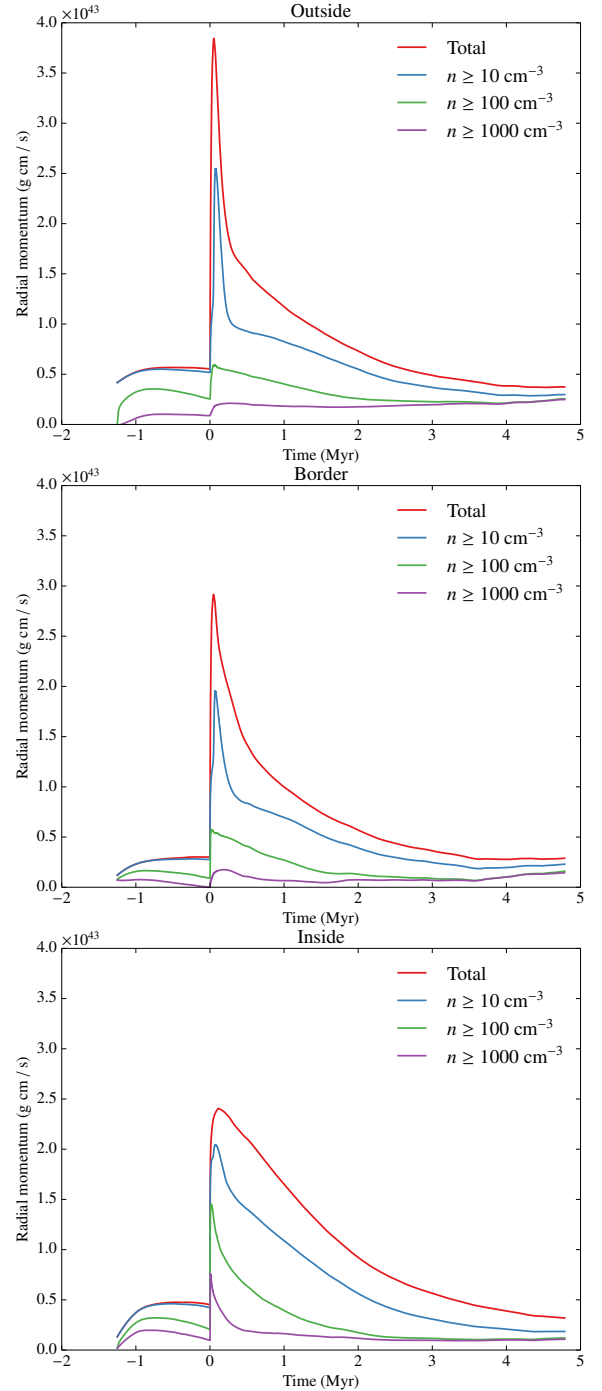 Outside
×10⁴³
4.0
3.5
3.0
2.5
2.0
1.5
1.0
0.5
0.0
Radial momentum (g cm / s)
Total
n ≥ 10 cm⁻³
n ≥ 100 cm⁻³
n ≥ 1000 cm⁻³
−2 −1 0 1 2 3 4 5
Time (Myr)
Border
×10⁴³
4.0
3.5
3.0
2.5
2.0
1.5
1.0
0.5
0.0
Radial momentum (g cm / s)
Total
n ≥ 10 cm⁻³
n ≥ 100 cm⁻³
n ≥ 1000 cm⁻³
−2 −1 0 1 2 3 4 5
Time (Myr)
Inside
×10⁴³
4.0
3.5
3.0
2.5
2.0
1.5
1.0
0.5
0.0
Radial momentum (g cm / s)
Total
n ≥ 10 cm⁻³
n ≥ 100 cm⁻³
n ≥ 1000 cm⁻³
−2 −1 0 1 2 3 4 5
Time (Myr)